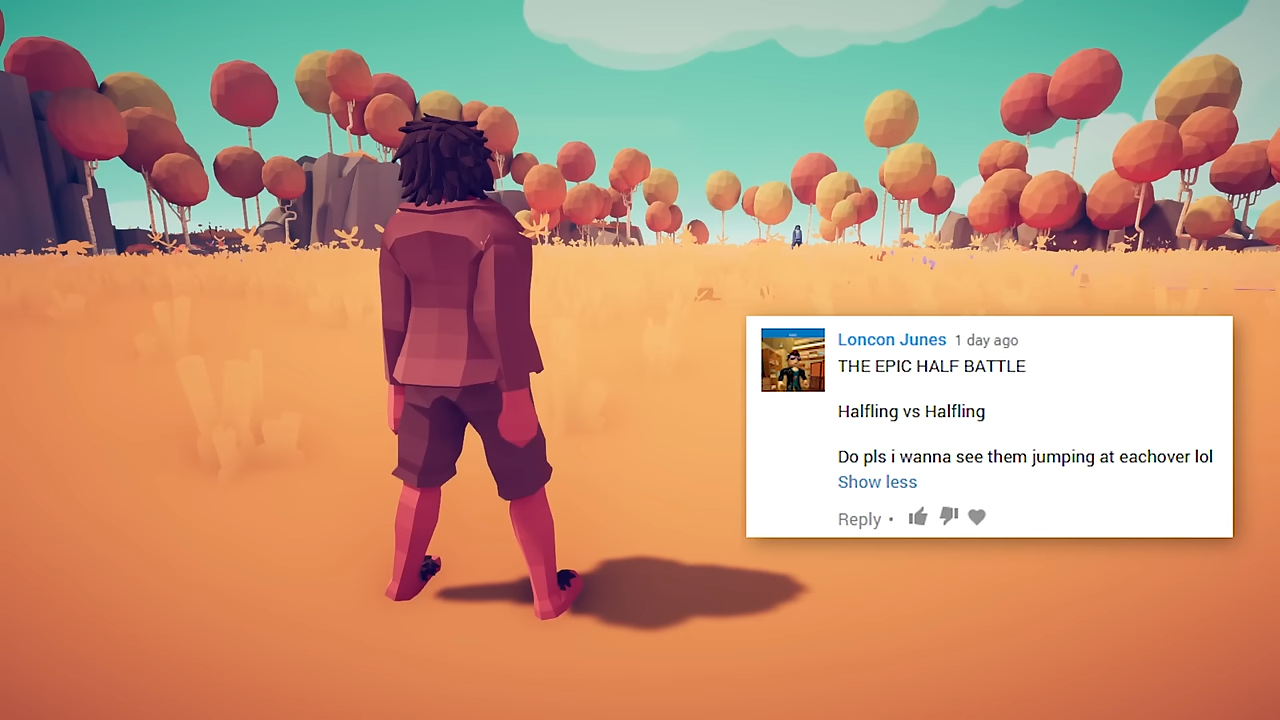 Loncon Junes 1 day ago
THE EPIC HALF BATTLE
Halfling vs Halfling
Do pls i wanna see them jumping at eachover lol
Show less
Reply •